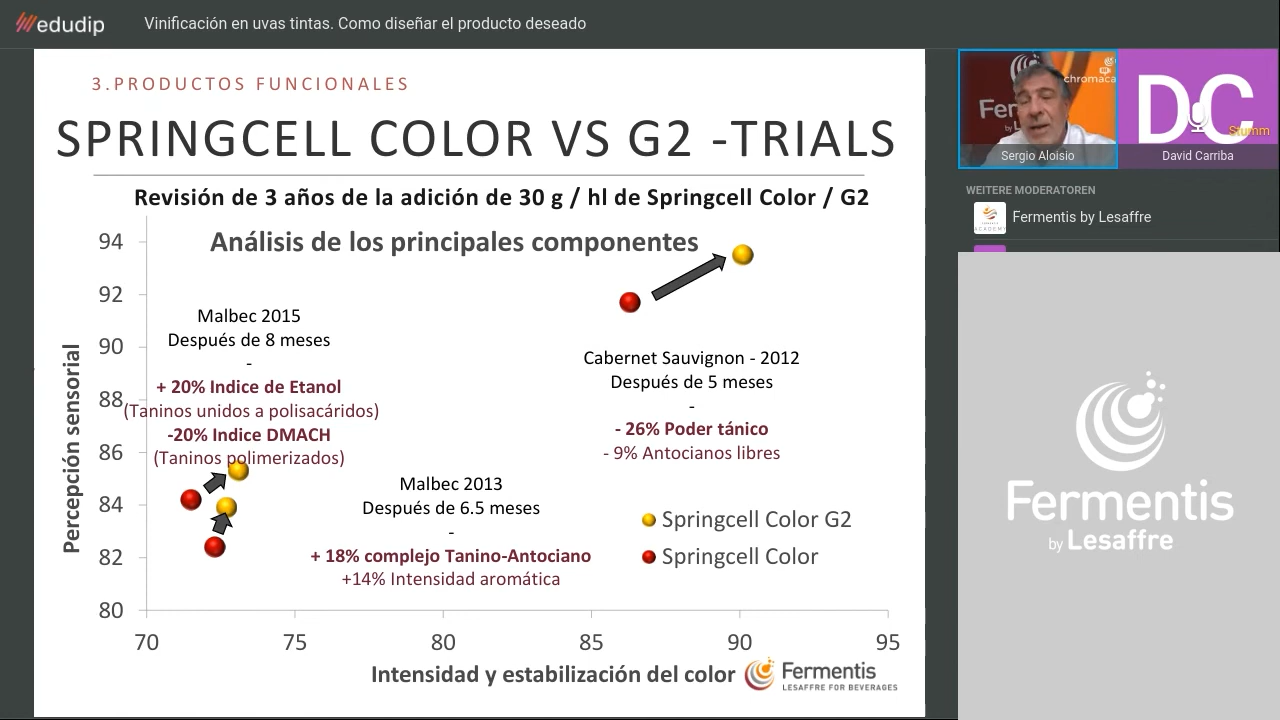 edudip
Vinificación en uvas tintas. Como diseñar el producto deseado
3.PRODUCTOS FUNCIONALES
SPRINGCELL COLOR VS G2 -TRIALS
Revisión de 3 años de la adición de 30 g / hl de Springcell Color / G2
Análisis de los principales componentes
94
92
90
88
86
84
82
80
Percepción sensorial
Malbec 2015
Después de 8 meses
-
+ 20% Indice de Etanol
(Taninos unidos a polisacáridos)
-20% Indice DMACH
(Taninos polimerizados)
Cabernet Sauvignon - 2012
Después de 5 meses
-
- 26% Poder tánico
- 9% Antocianos libres
Malbec 2013
Después de 6.5 meses
-
+ 18% complejo Tanino-Antociano
+14% Intensidad aromática
Springcell Color G2
Springcell Color
70 75 80 85 90 95
Intensidad y estabilización del color
Fermentis
LESAFFRE FOR BEVERAGES
chromaca
Fer
by L
Sergio Aloisio
DC
Stumm
David Carriba
WEITERE MODERATOREN
ACADEMY
Fermentis by Lesaffre
Fermentis
by Lesaffre